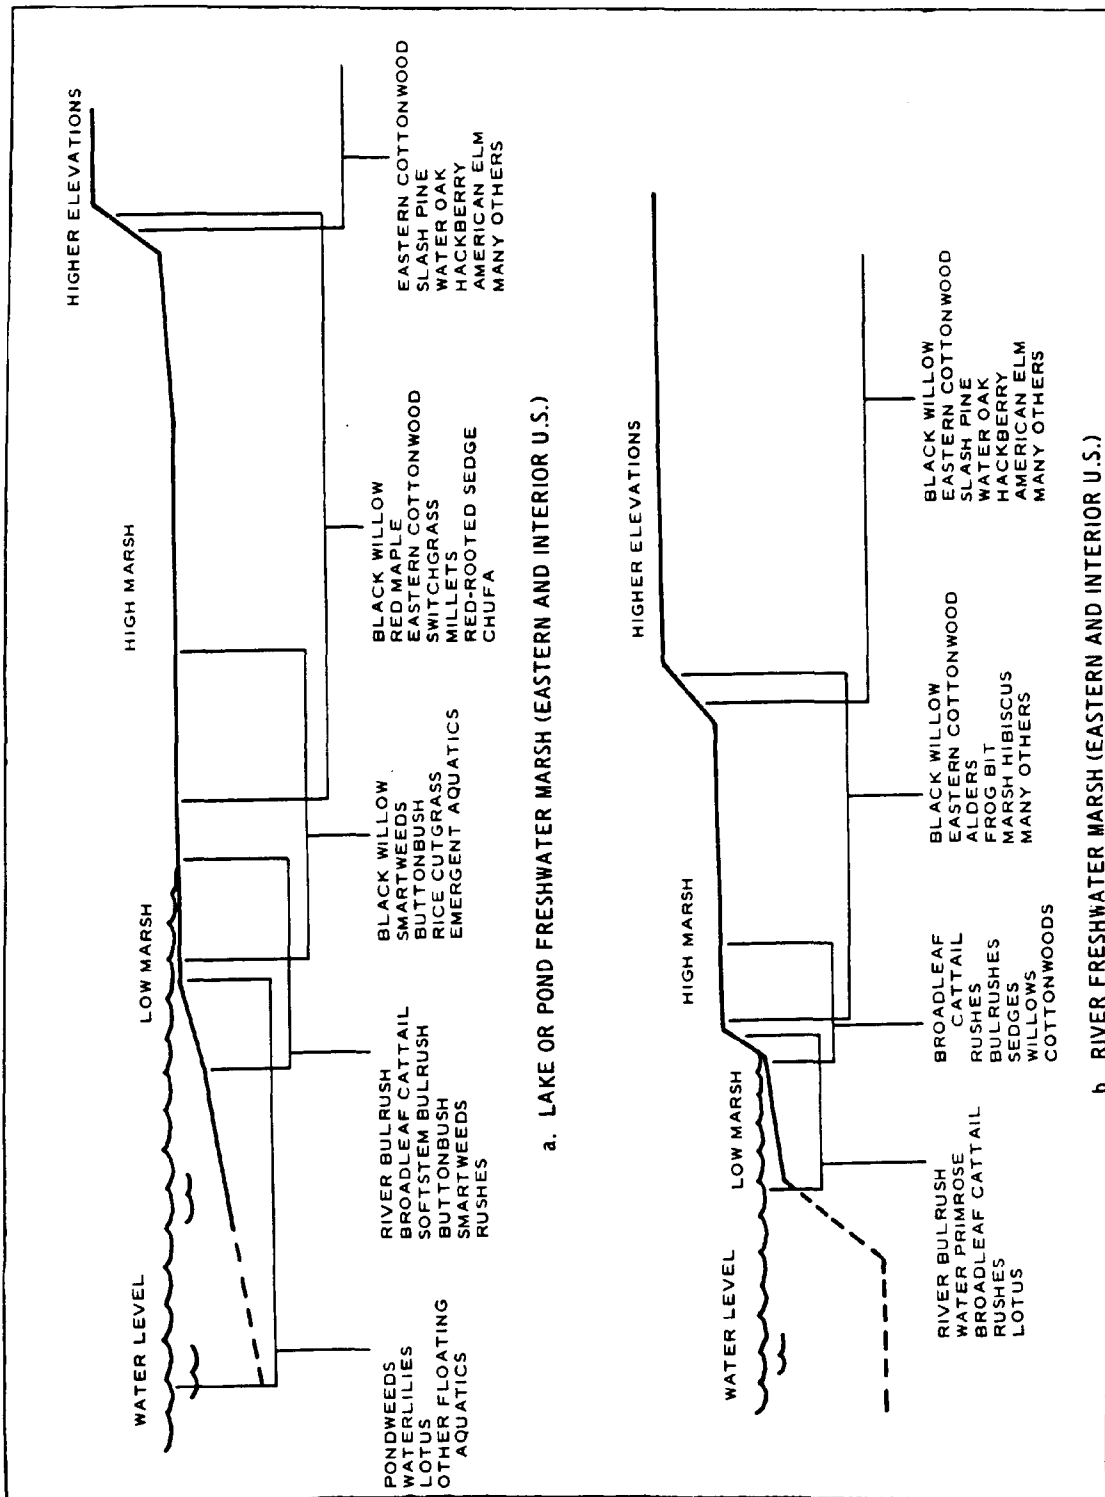 WATER LEVEL
LOW MARSH
HIGH MARSH
HIGHER ELEVATIONS
PONDWEEDS
WATERLILIES
LOTUS
OTHER FLOATING
AQUATICS
RIVER BULRUSH
BROADLEAF CATTAIL
SOFTSTEM BULRUSH
BUTTONBUSH
SMARTWEEDS
RUSHES
BLACK WILLOW
SMARTWEEDS
BUTTONBUSH
RICE CUTGRASS
EMERGENT AQUATICS
BLACK WILLOW
RED MAPLE
EASTERN COTTONWOOD
SWITCHGRASS
MILLETS
RED-ROOTED SEDGE
CHUFA
EASTERN COTTONWOOD
SLASH PINE
WATER OAK
HACKBERRY
AMERICAN ELM
MANY OTHERS
a. LAKE OR POND FRESHWATER MARSH (EASTERN AND INTERIOR U.S.)
WATER LEVEL
LOW MARSH
HIGH MARSH
HIGHER ELEVATIONS
RIVER BULRUSH
WATER PRIMROSE
BROADLEAF CATTAIL
RUSHES
LOTUS
BROADLEAF
CATTAIL
RUSHES
BULRUSHES
SEDGES
WILLOWS
COTTONWOODS
BLACK WILLOW
EASTERN COTTONWOOD
ALDERS
FROG BIT
MARSH HIBISCUS
MANY OTHERS
BLACK WILLOW
EASTERN COTTONWOOD
SLASH PINE
WATER OAK
HACKBERRY
AMERICAN ELM
MANY OTHERS
b. RIVER FRESHWATER MARSH (EASTERN AND INTERIOR U.S.)